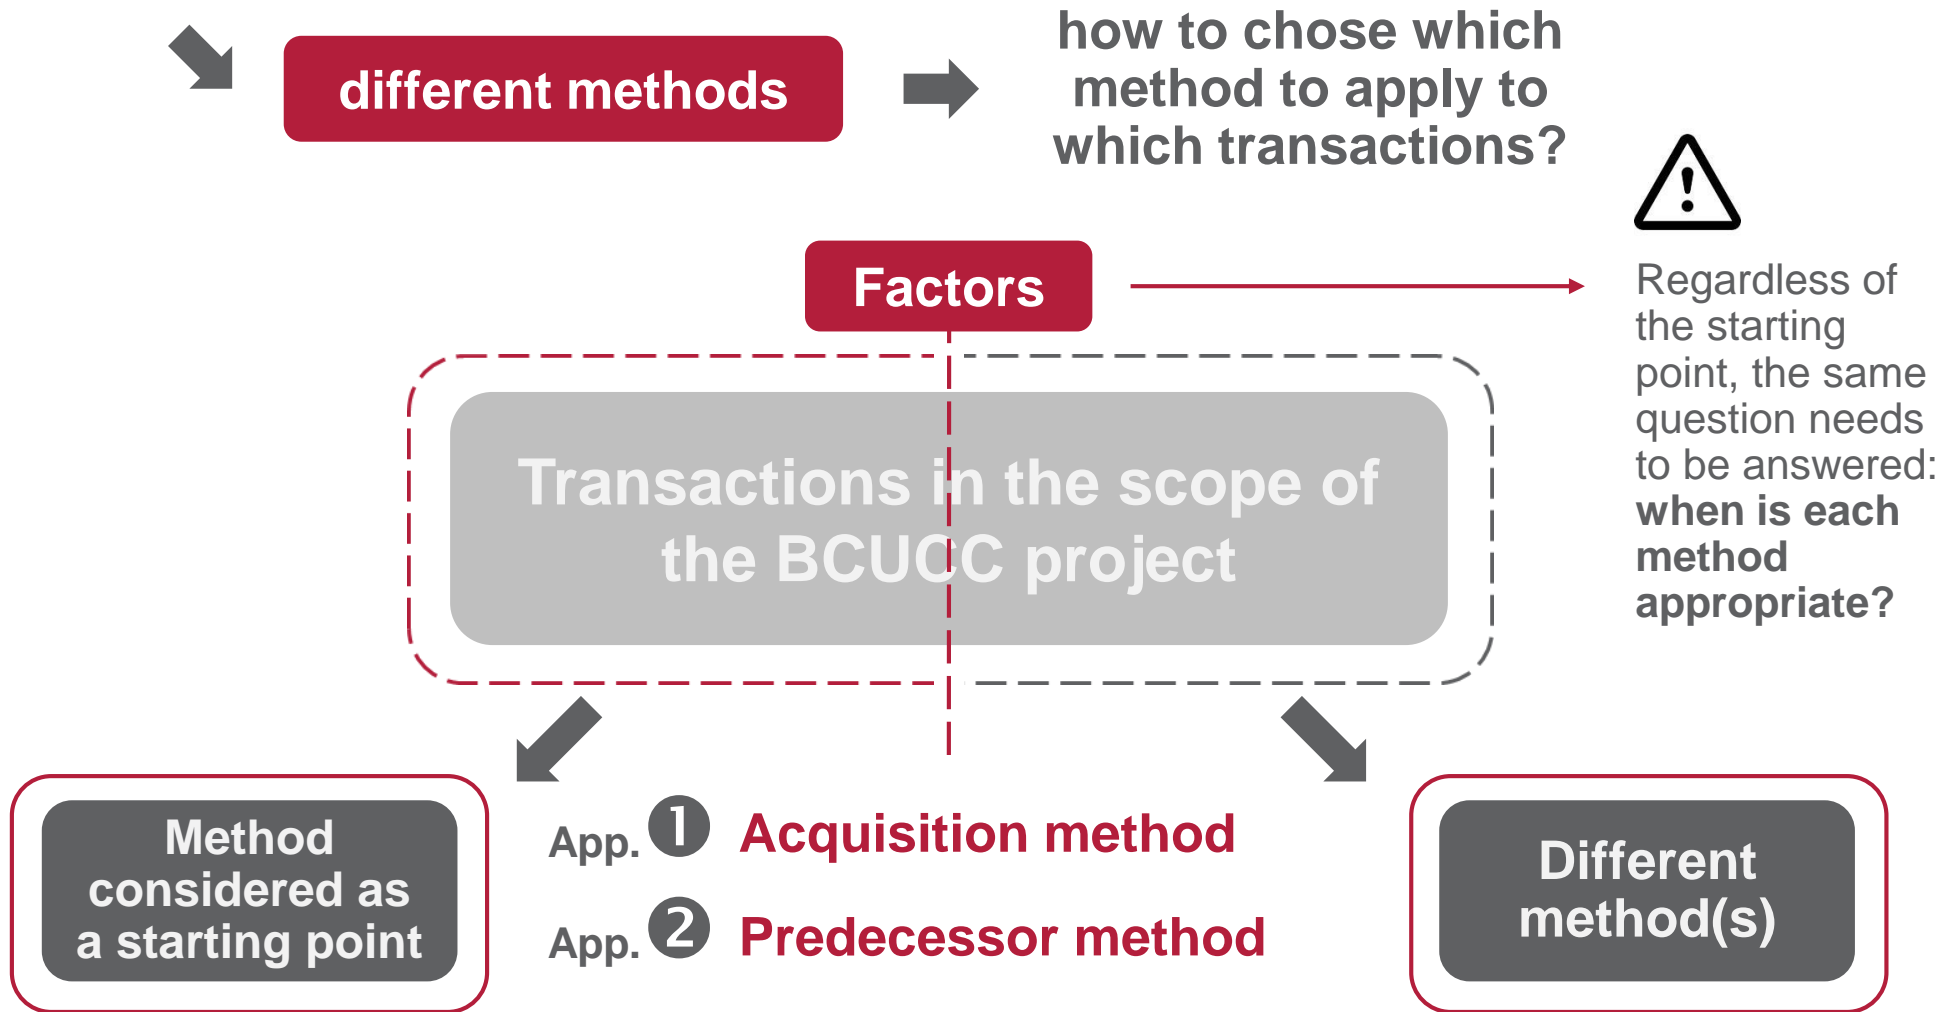 different methods
how to chose which
method to apply to
which transactions?
Factors
Regardless of
the starting
point, the same
question needs
to be answered:
when is each
method
appropriate?
Transactions in the scope of
the BCUCC project
Method
considered as
a starting point
App. ❶ Acquisition method
App. ❷ Predecessor method
Different
method(s)